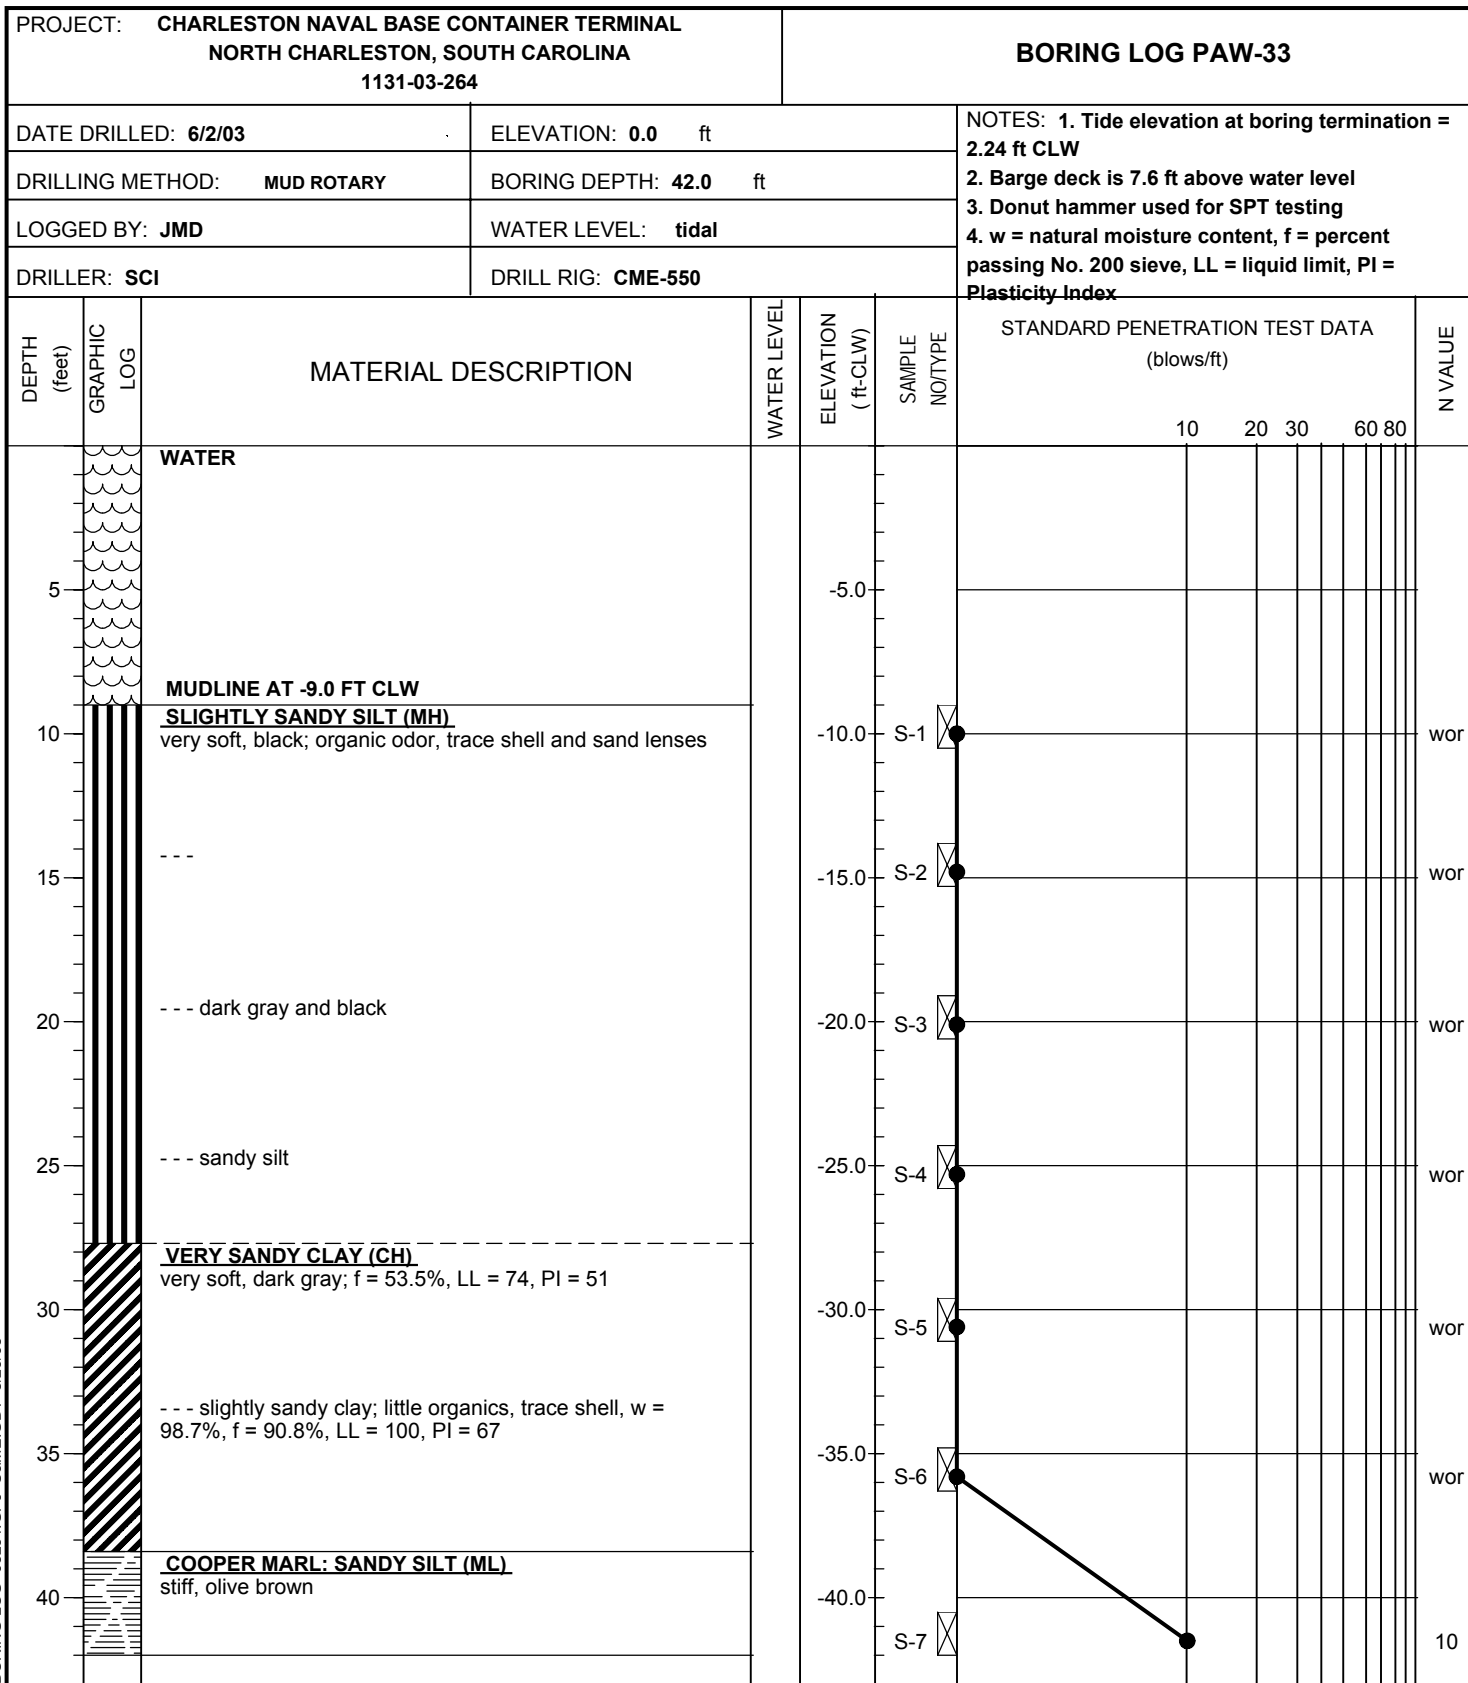 PROJECT: CHARLESTON NAVAL BASE CONTAINER TERMINAL
NORTH CHARLESTON, SOUTH CAROLINA
1131-03-264
BORING LOG PAW-33
DATE DRILLED: 6/2/03
ELEVATION: 0.0 ft
DRILLING METHOD: MUD ROTARY
BORING DEPTH: 42.0 ft
LOGGED BY: JMD
WATER LEVEL: tidal
DRILLER: SCI
DRILL RIG: CME-550
NOTES: 1. Tide elevation at boring termination =
2.24 ft CLW
2. Barge deck is 7.6 ft above water level
3. Donut hammer used for SPT testing
4. w = natural moisture content, f = percent
passing No. 200 sieve, LL = liquid limit, PI =
Plasticity Index
DEPTH
(feet)
GRAPHIC
LOG
MATERIAL DESCRIPTION
WATER LEVEL
ELEVATION
( ft-CLW)
SAMPLE
NO/TYPE
STANDARD PENETRATION TEST DATA
(blows/ft)
10 20 30 60 80
N VALUE
WATER
5 -5.0
MUDLINE AT -9.0 FT CLW
SLIGHTLY SANDY SILT (MH)
10 very soft, black; organic odor, trace shell and sand lenses -10.0 S-1 wor
- - -
15 -15.0 S-2 wor
- - - dark gray and black
20 -20.0 S-3 wor
- - - sandy silt
25 -25.0 S-4 wor
VERY SANDY CLAY (CH)
very soft, dark gray; f = 53.5%, LL = 74, PI = 51
30 -30.0
S-5 wor
- - - slightly sandy clay; little organics, trace shell, w =
98.7%, f = 90.8%, LL = 100, PI = 67
35 -35.0
S-6 wor
COOPER MARL: SANDY SILT (ML)
stiff, olive brown
40 -40.0
S-7 10